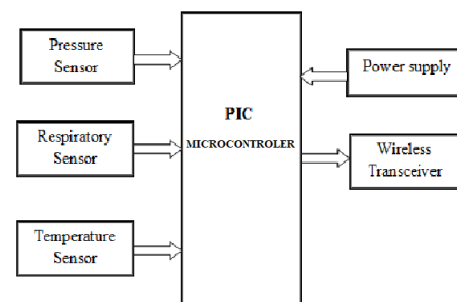 Pressure
Sensor
Respiratory
Sensor
Temperature
Sensor
PIC
MICROCONTROLER
Power supply
Wireless
Transceiver